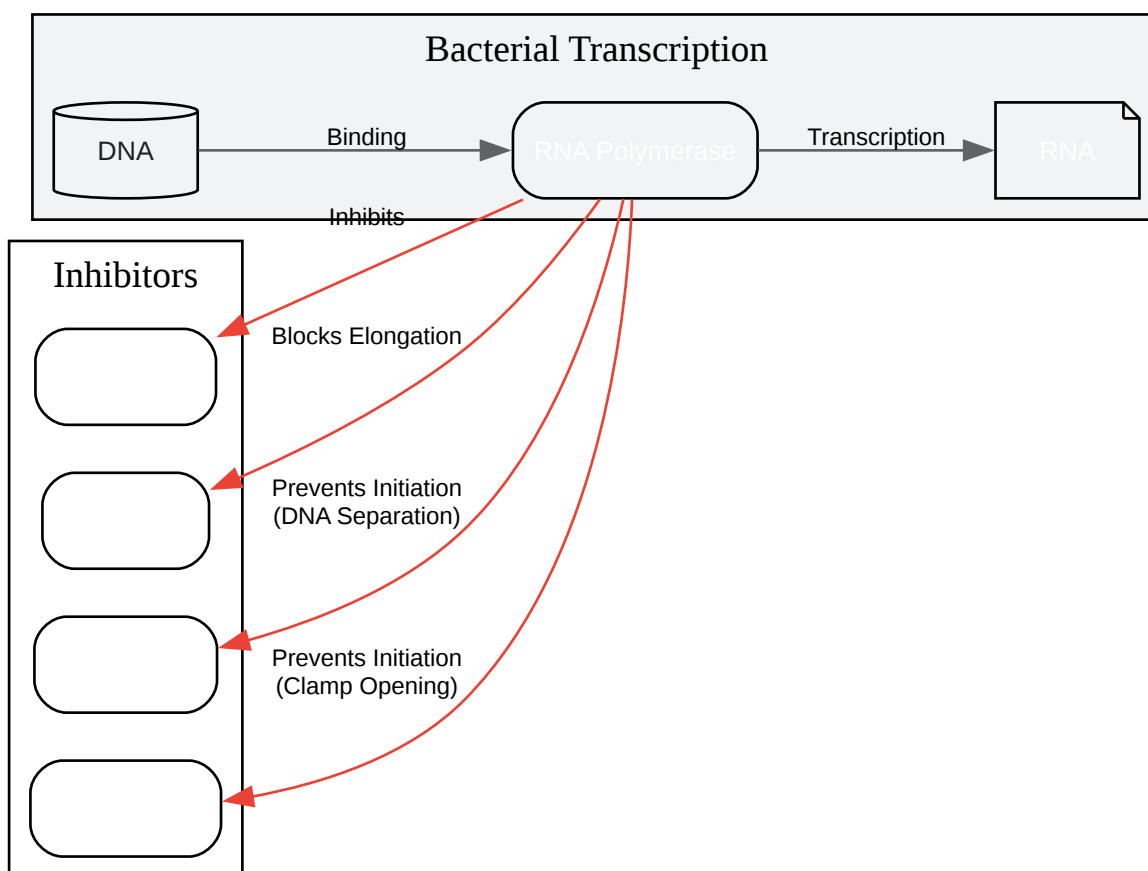 Bacterial Transcription
DNA
Binding
RNA Polymerase
Transcription
RNA
Inhibits
Inhibitors
Blocks Elongation
Prevents Initiation
(DNA Separation)
Prevents Initiation
(Clamp Opening)